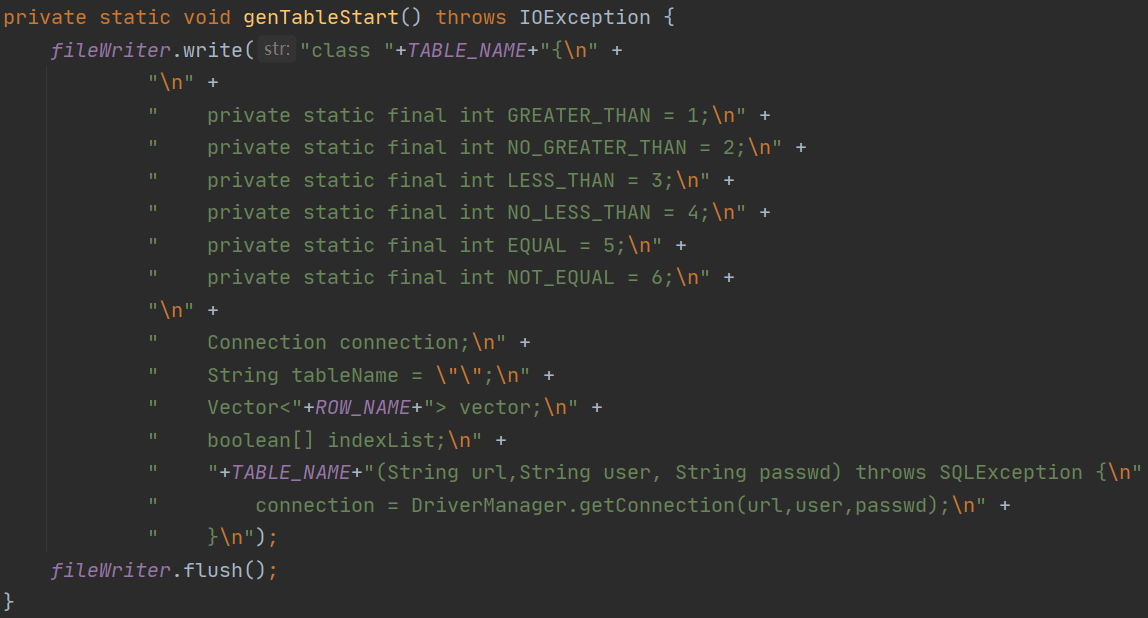 private static void genTableStart() throws IOException {
    fileWriter.write( str: "class "+TABLE_NAME+"{\n" +
            "\n" +
            "    private static final int GREATER_THAN = 1;\n" +
            "    private static final int NO_GREATER_THAN = 2;\n" +
            "    private static final int LESS_THAN = 3;\n" +
            "    private static final int NO_LESS_THAN = 4;\n" +
            "    private static final int EQUAL = 5;\n" +
            "    private static final int NOT_EQUAL = 6;\n" +
            "\n" +
            "    Connection connection;\n" +
            "    String tableName = \"\";\n" +
            "    Vector<"+ROW_NAME+"> vector;\n" +
            "    boolean[] indexList;\n" +
            "    "+TABLE_NAME+"(String url,String user, String passwd) throws SQLException {\n"
            "        connection = DriverManager.getConnection(url,user,passwd);\n" +
            "    }\n");
    fileWriter.flush();
}